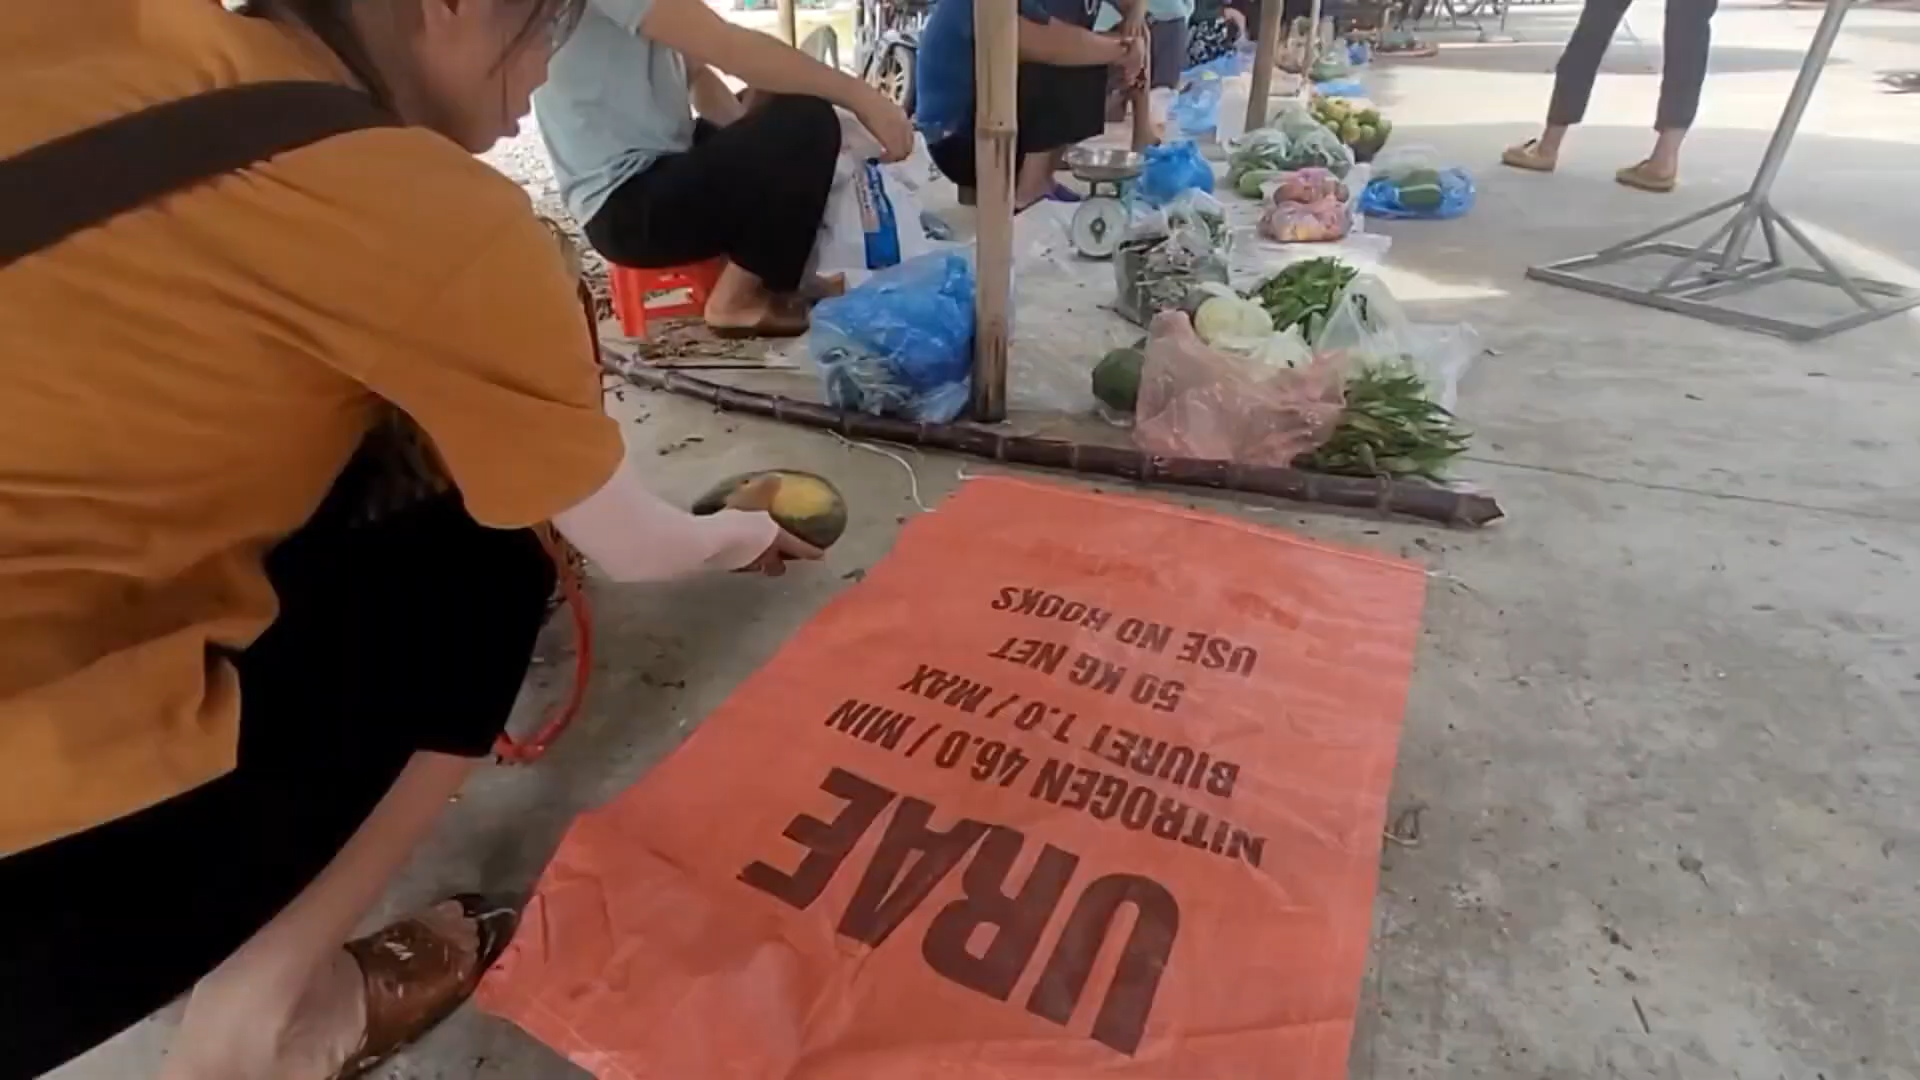 URAE
NITROGEN 46.0 / MIN
BIURET 1.0 / MAX
50 KG NET
USE NO HOOKS